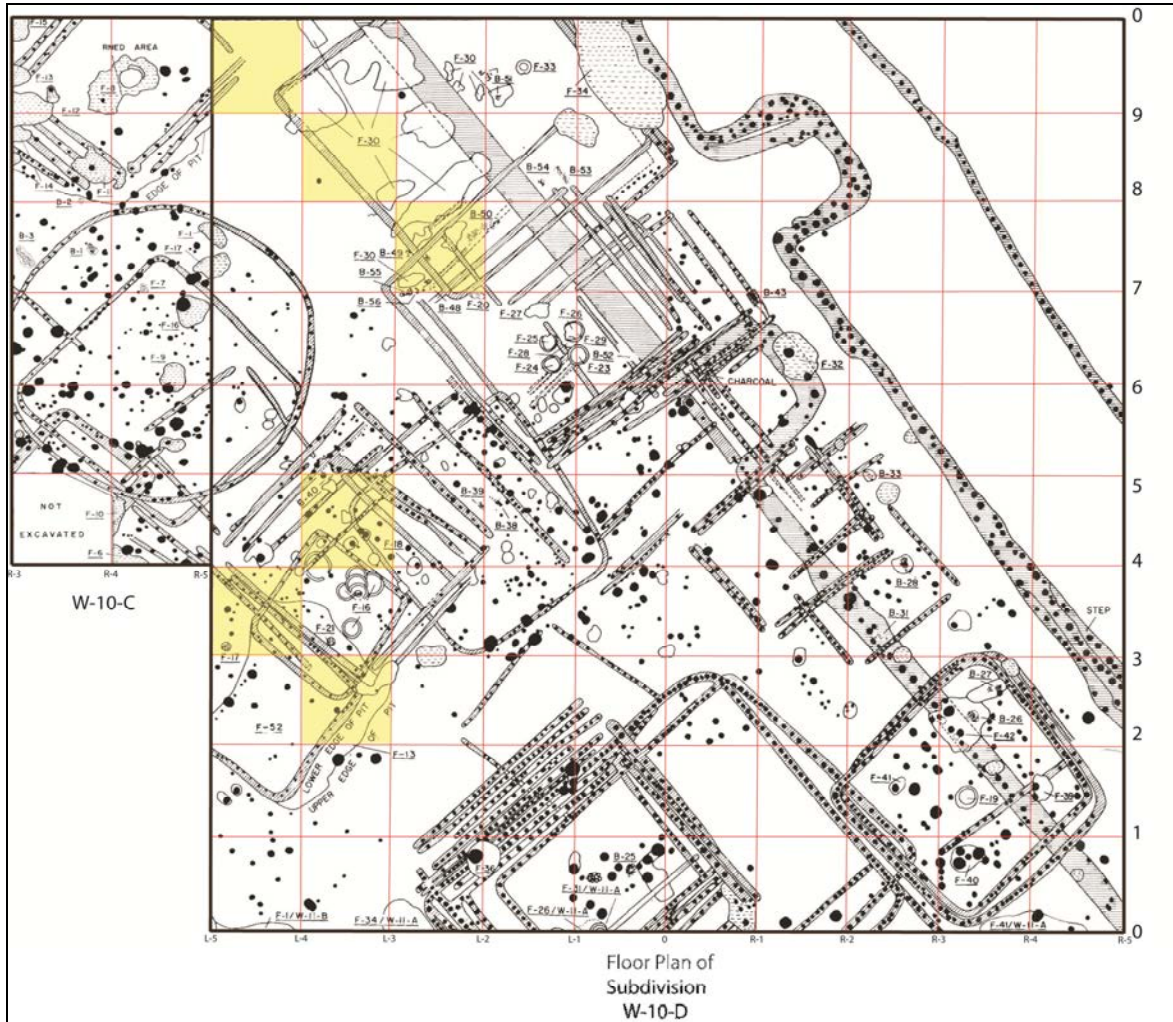 F-15
RNED AREA
F-30
B-51
F-33
0
F-13
F-8
F-34
F-12
9
F-30
F-14
F-11
EDGE OF PIT
B-54
B-53
B-2
8
B-50
B-3
B-1
F-1
F-17
F-30
B-49
B-55
F-7
B-56
B-48
F-20
F-27
F-26
B-43
7
F-16
F-25
F-29
F-28
B-52
F-9
F-24
F-23
F-32
CHARCOAL
6
B-40
B-39
B-38
B-33
5
NOT
EXCAVATED
F-10
F-6
F-18
R-3
R-4
R-5
B-28
4
W-10-C
F-16
B-31
STEP
F-21
F-17
3
B-27
F-52
LOWER EDGE OF PIT
UPPER EDGE OF PIT
F-13
B-26
F-42
2
F-41
F-19
F-39
1
F-36
B-25
F-31/W-11-A
F-40
F-1/W-11-B
F-34/W-11-A
F-26/W-11-A
F-41/W-11-A
0
L-5
L-4
L-3
L-2
L-1
0
R-1
R-2
R-3
R-4
R-5
Floor Plan of
Subdivision
W-10-D